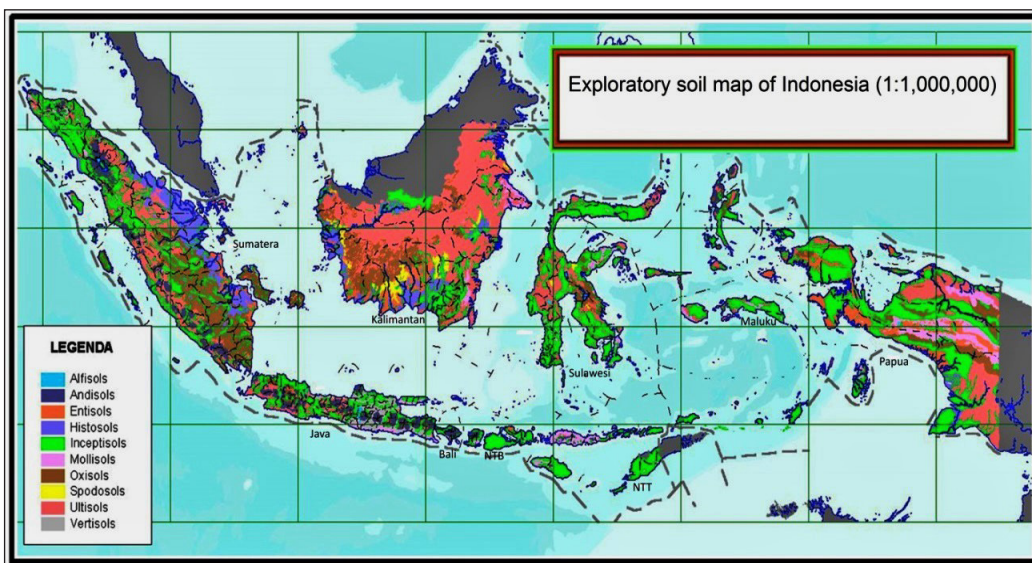 Exploratory soil map of Indonesia (1:1,000,000)
Sumatera
Kalimantan
Sulawesi
Maluku
Papua
Java
Bali
NTB
NTT
LEGENDA
Alfisols
Andisols
Entisols
Histosols
Inceptisols
Mollisols
Oxisols
Spodosols
Ultisols
Vertisols